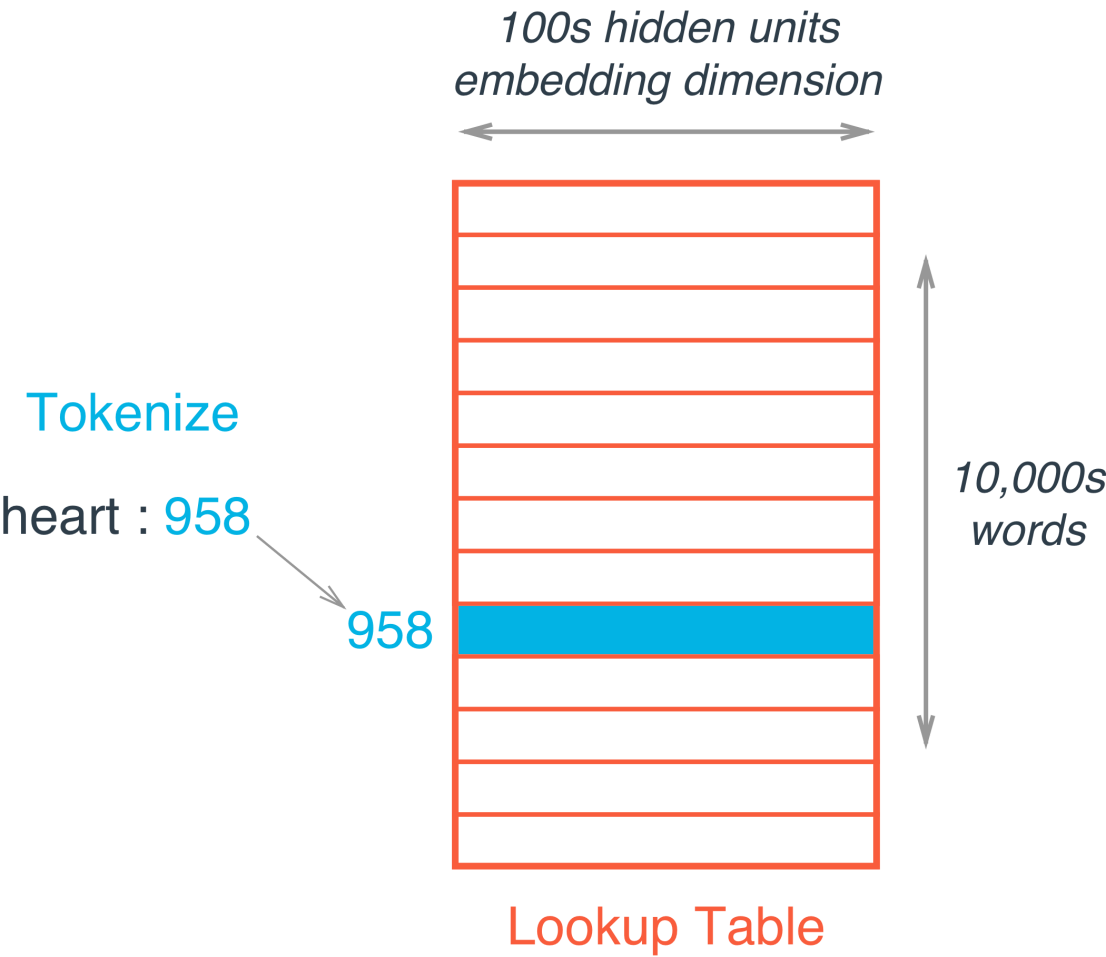 100s hidden units
embedding dimension
Tokenize
heart : 958
958
10,000s
words
Lookup Table